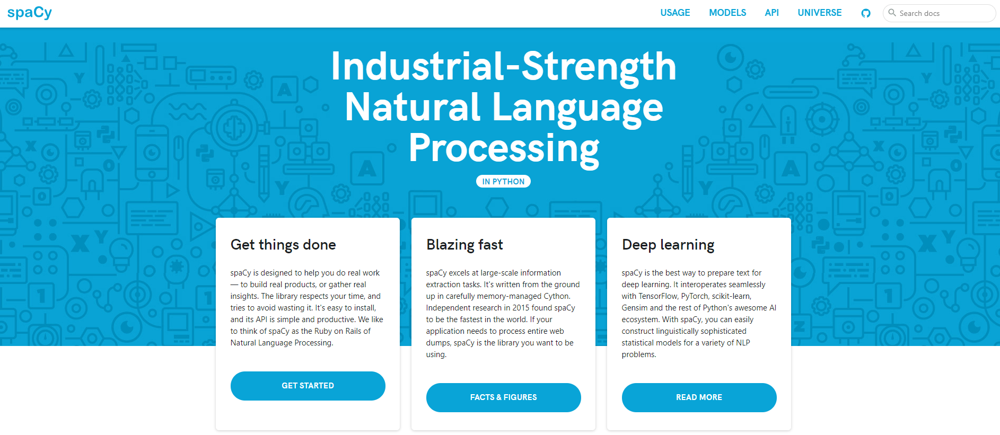 spaCy
USAGE MODELS API UNIVERSE Search docs
Industrial-Strength
Natural Language
Processing
IN PYTHON
Get things done
spaCy is designed to help you do real work
— to build real products, or gather real
insights. The library respects your time, and
tries to avoid wasting it. It's easy to install,
and its API is simple and productive. We like
to think of spaCy as the Ruby on Rails of
Natural Language Processing.
GET STARTED
Blazing fast
spaCy excels at large-scale information
extraction tasks. It's written from the ground
up in carefully memory-managed Cython.
Independent research in 2015 found spaCy
to be the fastest in the world. If your
application needs to process entire web
dumps, spaCy is the library you want to be
using.
FACTS & FIGURES
Deep learning
spaCy is the best way to prepare text for
deep learning. It interoperates seamlessly
with TensorFlow, PyTorch, scikit-learn,
Gensim and the rest of Python's awesome AI
ecosystem. With spaCy, you can easily
construct linguistically sophisticated
statistical models for a variety of NLP
problems.
READ MORE